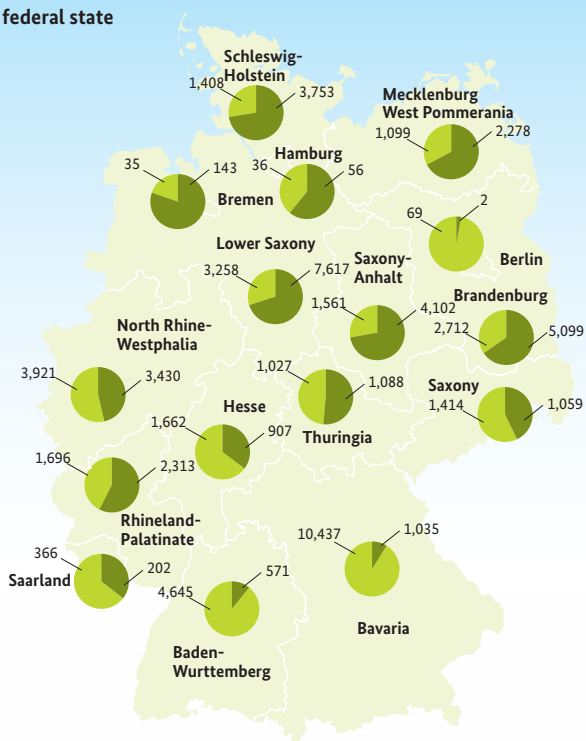 federal state
Schleswig-
Holstein
1,408
3,753
Mecklenburg
West Pommerania
1,099
2,278
Hamburg
36
56
35
143
Bremen
69
2
Berlin
Lower Saxony
3,258
7,617
Saxony-
Anhalt
1,561
4,102
Brandenburg
2,712
5,099
North Rhine-
Westphalia
3,921
3,430
1,027
1,088
Thuringia
Saxony
1,414
1,059
Hesse
1,662
907
1,696
2,313
Rhineland-
Palatinate
366
202
Saarland
4,645
571
Baden-
Wurttemberg
10,437
1,035
Bavaria